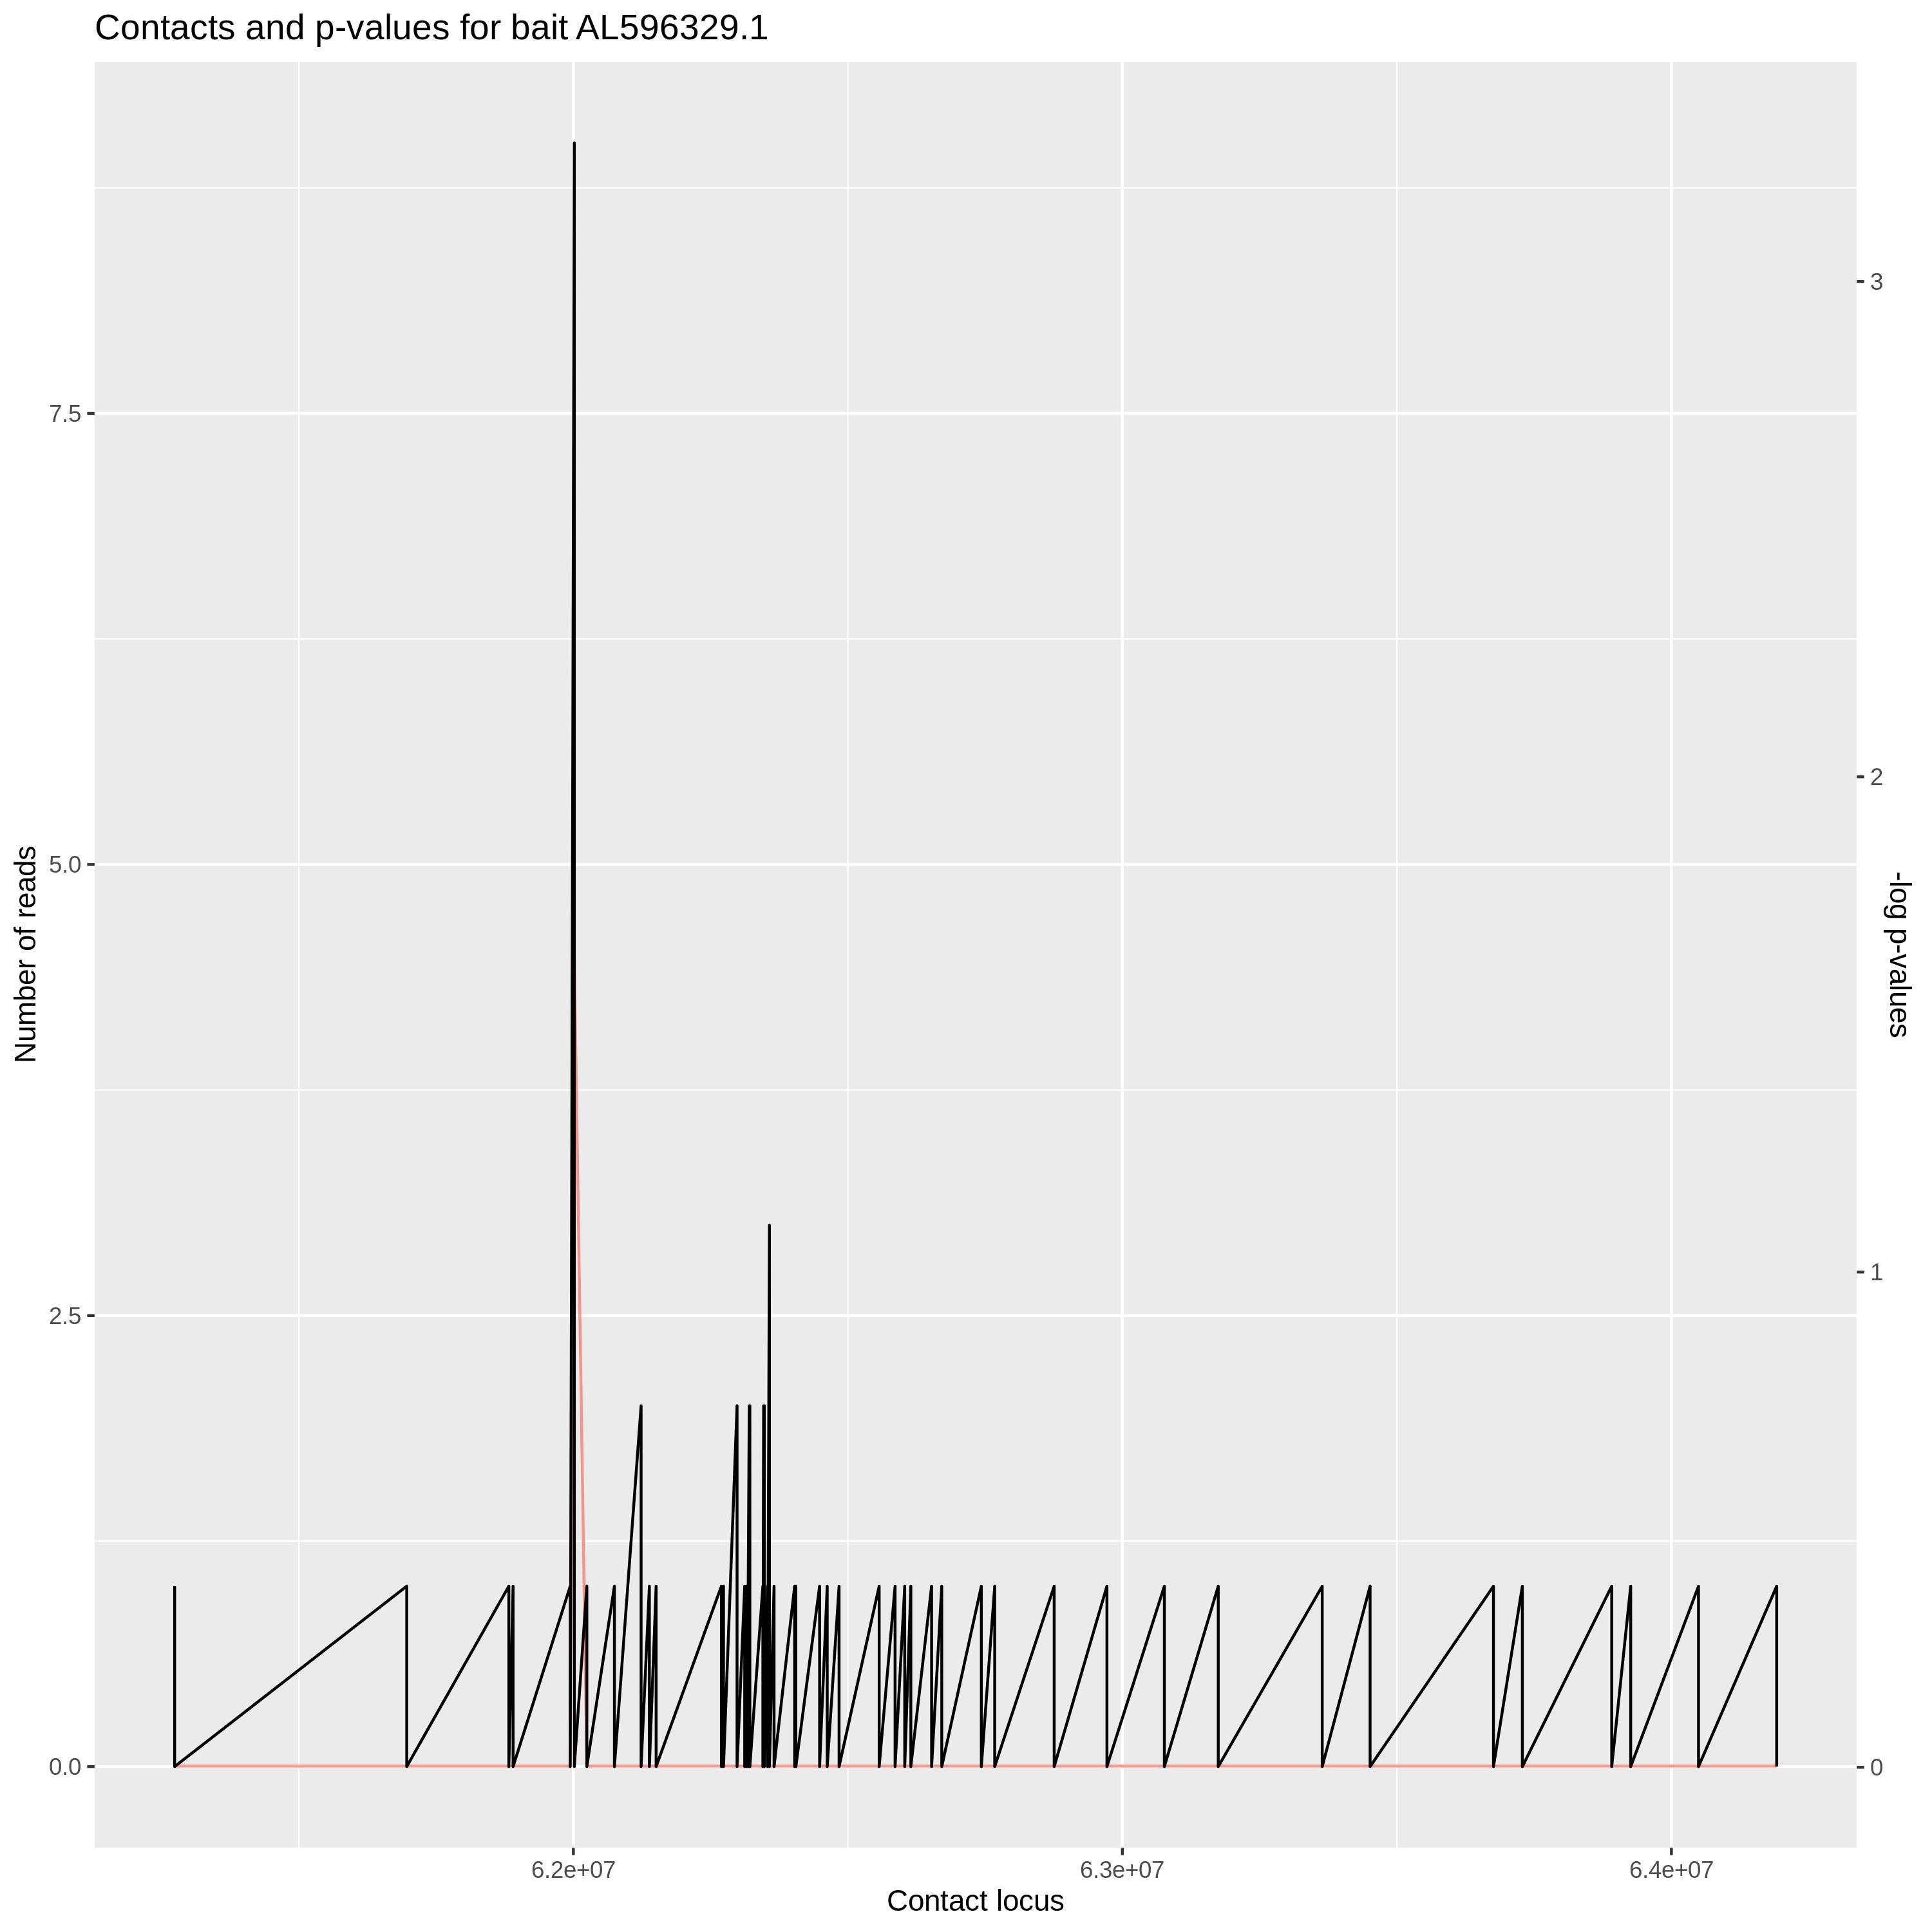 Contacts and p-values for bait AL596329.1
Number of reads
7.5
5.0
2.5
0.0
3
2
1
0
-log p-values
6.2e+07
6.3e+07
6.4e+07
Contact locus